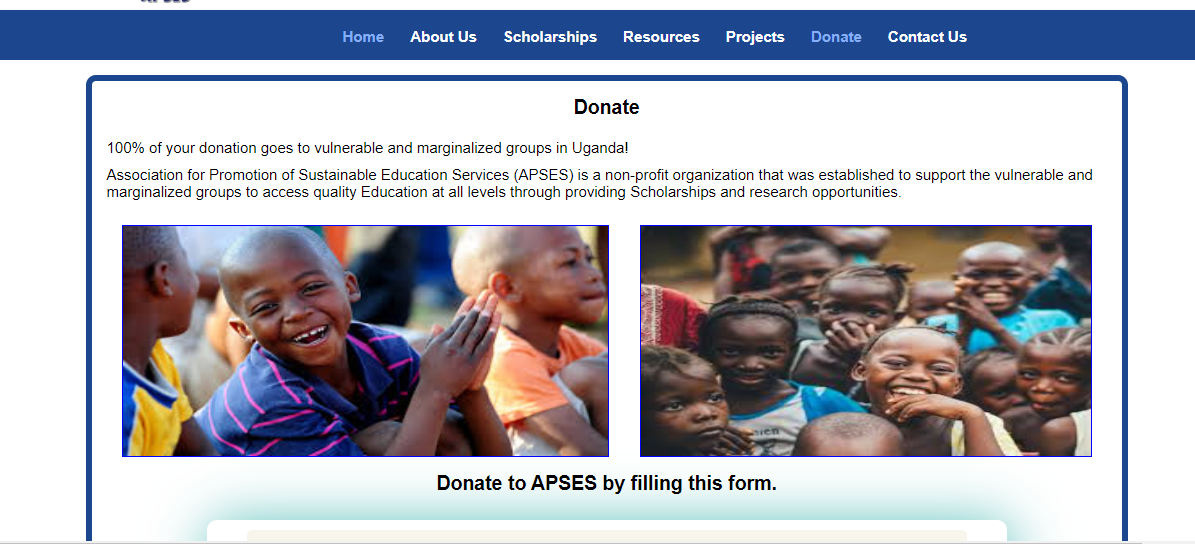 Home About Us Scholarships Resources Projects Donate Contact Us
Donate
100% of your donation goes to vulnerable and marginalized groups in Uganda!
Association for Promotion of Sustainable Education Services (APSES) is a non-profit organization that was established to support the vulnerable and
marginalized groups to access quality Education at all levels through providing Scholarships and research opportunities.
Donate to APSES by filling this form.